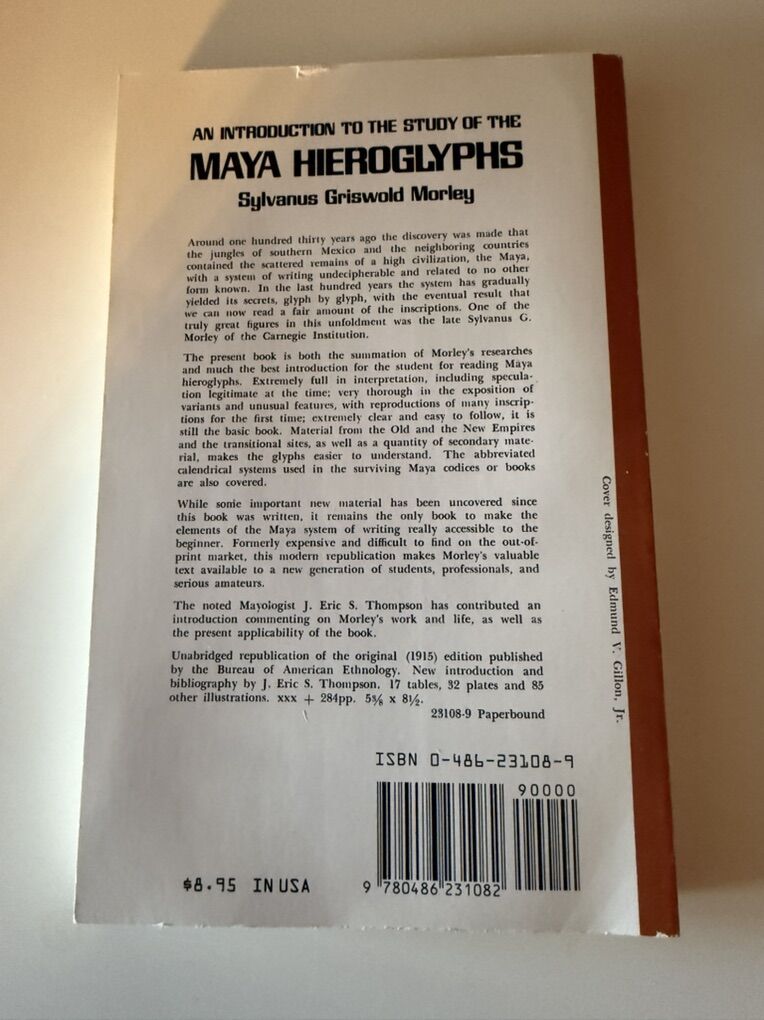 AN INTRODUCTION TO THE STUDY OF THE
MAYA HIEROGLYPHS
Sylvanus Griswold Morley
Around one hundred thirty years ago the discovery was made that
the jungles of southern Mexico and the neighboring countries
contained the scattered remains of a high civilization, the Maya,
with a system of writing undecipherable and related to no other
form known. In the last hundred years the system has gradually
yielded its secrets, glyph by glyph, with the eventual result that
we can now read a fair amount of the inscriptions. One of the
truly great figures in this unfoldment was the late Sylvanus G.
Morley of the Carnegie Institution.
The present book is both the summation of Morley's researches
and much the best introduction for the student for reading Maya
hieroglyphs. Extremely full in interpretation, including specula-
tion legitimate at the time; very thorough in the exposition of
variants and unusual features, with reproductions of many inscrip-
tions for the first time; extremely clear and easy to follow, it is
still the basic book. Material from the Old and the New Empires
and the transitional sites, as well as a quantity of secondary mate-
rial, makes the glyphs easier to understand. The abbreviated
calendrical systems used in the surviving Maya codices or books
are also covered.
While some important new material has been uncovered since
this book was written, it remains the only book to make the
elements of the Maya system of writing really accessible to the
beginner. Formerly expensive and difficult to find on the out-of-
print market, this modern republication makes Morley's valuable
text available to a new generation of students, professionals, and
serious amateurs.
The noted Mayologist J. Eric S. Thompson has contributed an
introduction commenting on Morley's work and life, as well as
the present applicability of the book.
Unabridged republication of the original (1915) edition published
by the Bureau of American Ethnology. New introduction and
bibliography by J. Eric S. Thompson. 17 tables, 32 plates and 85
other illustrations. xxx + 284pp. 5⅜ x 8½.
23108-9 Paperbound
Cover designed by Edmund V. Gillon, Jr.
ISBN 0-486-23108-9
90000
$8.95 IN USA
9 780486 231082